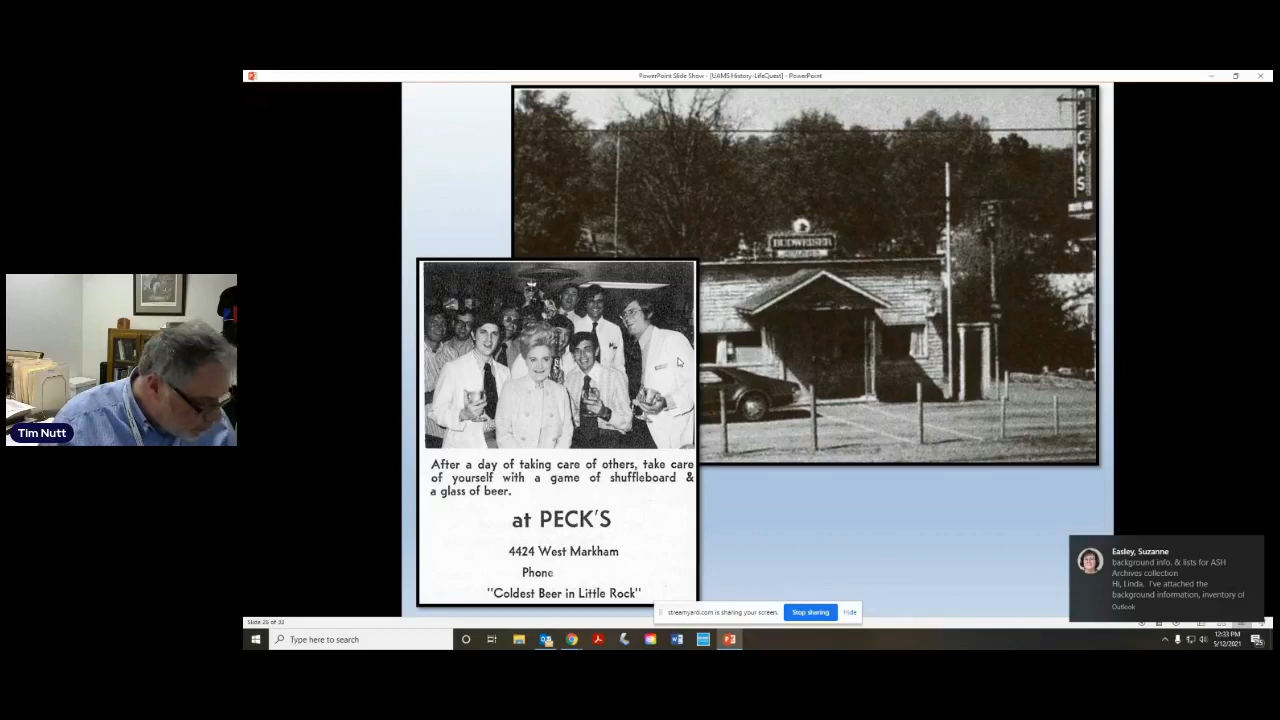 PowerPoint Slide Show - [UAMS History-LifeQuest] - PowerPoint
PECK'S
BUDWEISER
After a day of taking care of others, take care
of yourself with a game of shuffleboard &
a glass of beer.
at PECK'S
4424 West Markham
Phone
"Coldest Beer in Little Rock"
Tim Nutt
Easley, Suzanne
background info. & lists for ASH
Archives collection
Hi, Linda. I've attached the
background information, inventory of
Outlook
streamyard.com is sharing your screen.
Stop sharing
Hide
Type here to search
12:33 PM
5/12/2021